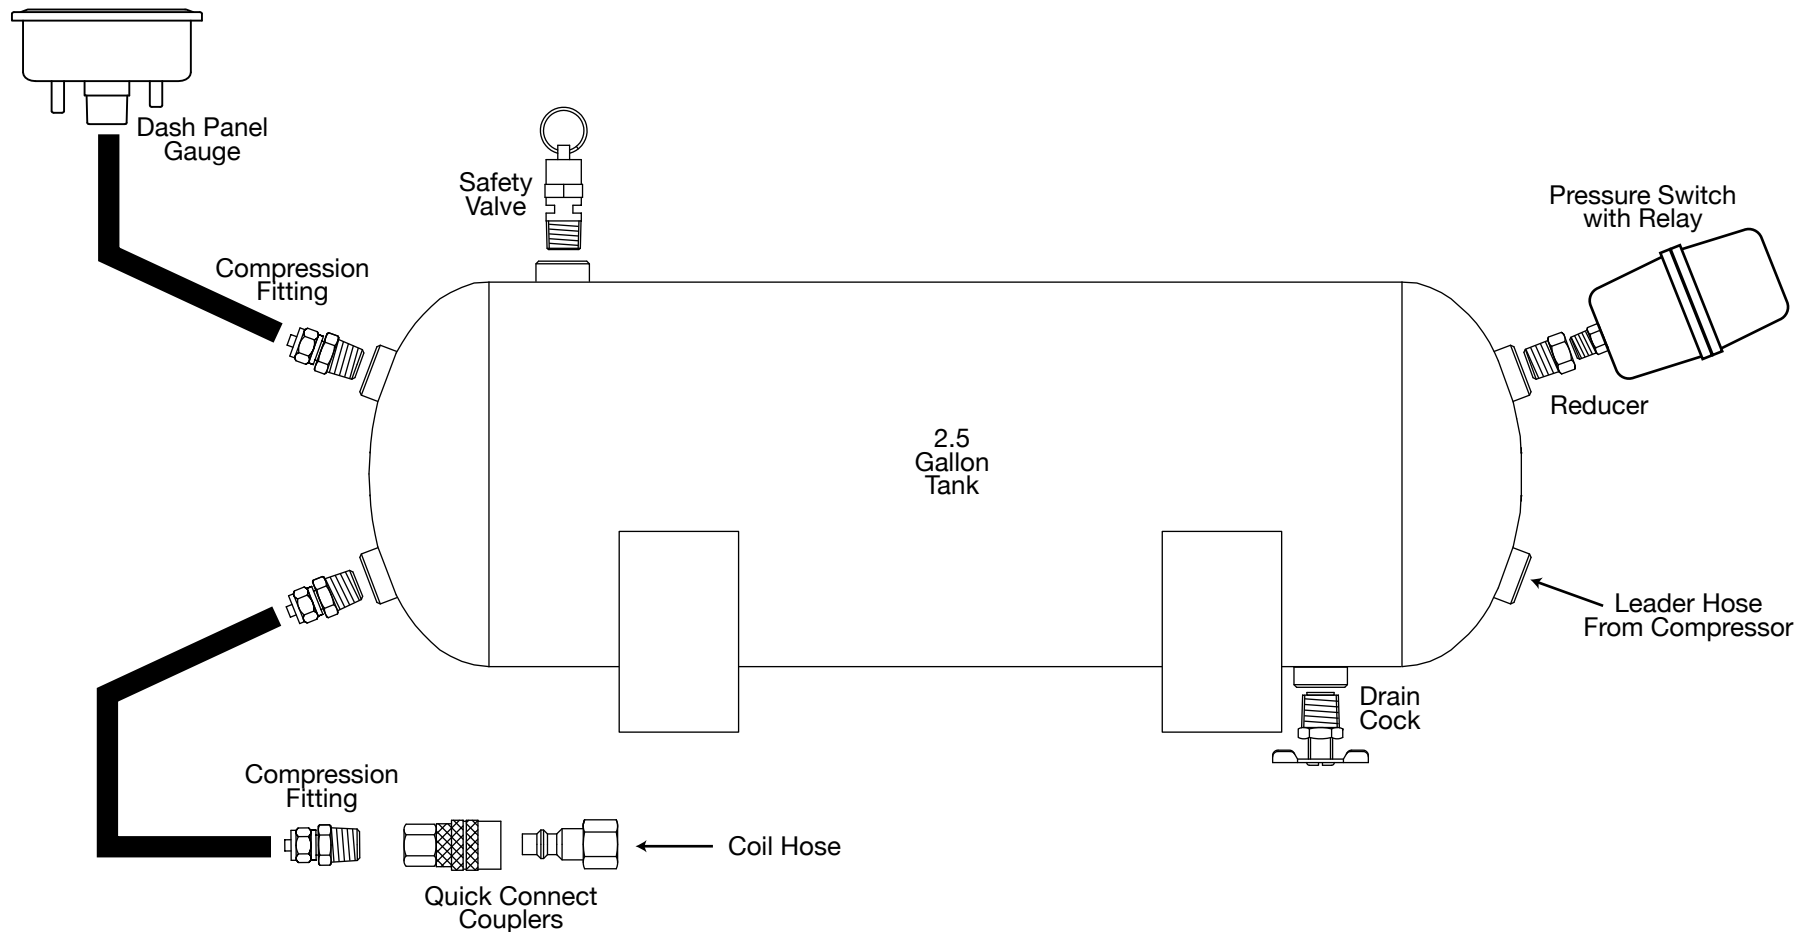 Dash Panel
Gauge
Safety
Valve
Pressure Switch
with Relay
Compression
Fitting
Reducer
2.5
Gallon
Tank
Leader Hose
From Compressor
Drain
Cock
Compression
Fitting
Coil Hose
Quick Connect
Couplers